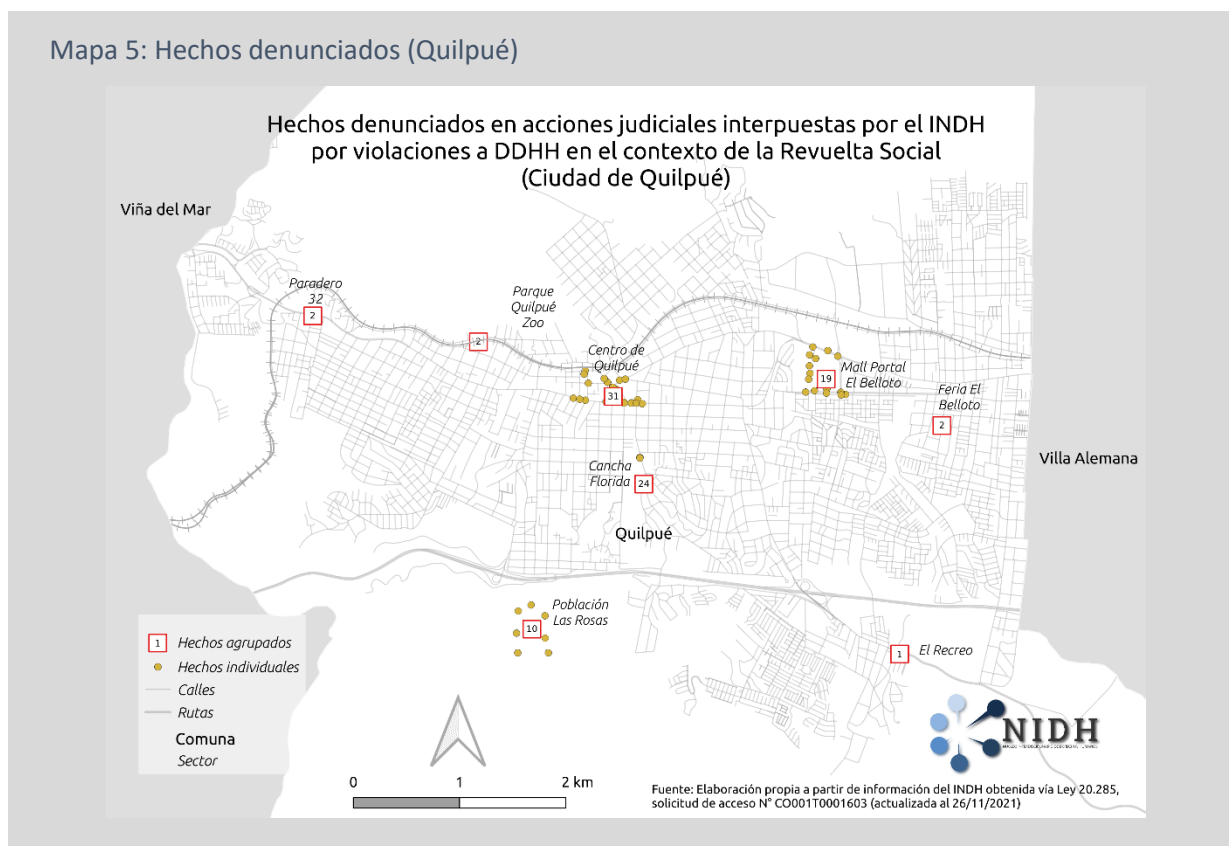 Mapa 5: Hechos denunciados (Quilpué)
Hechos denunciados en acciones judiciales interpuestas por el INDH
por violaciones a DDHH en el contexto de la Revuelta Social
(Ciudad de Quilpué)
Viña del Mar
Paradero
32
2
Parque
Quilpué
Zoo
2
Centro de
Quilpué
31
Mall Portal
El Belloto
19
Feria El
Belloto
2
Villa Alemana
Cancha
Florida
24
Quilpué
Población
Las Rosas
10
El Recreo
1
1 Hechos agrupados
Hechos individuales
Calles
Rutas
Comuna
Sector
0 1 2 km
NIDH
Fuente: Elaboración propia a partir de información del INDH obtenida vía Ley 20.285,
solicitud de acceso N° CO001T0001603 (actualizada al 26/11/2021)